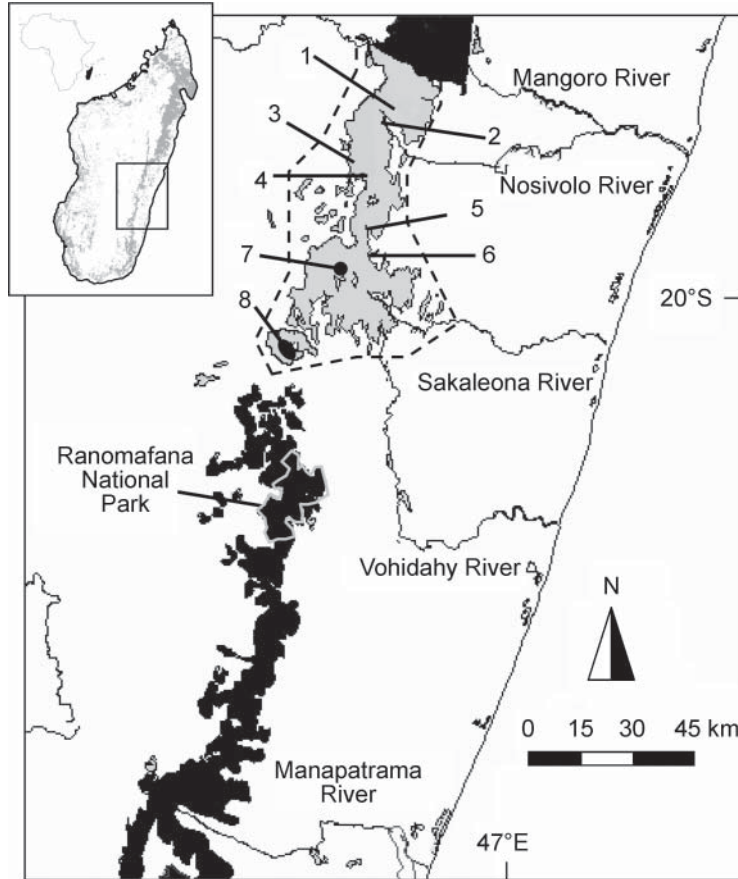 1
Mangoro River
3
2
4
Nosivolo River
5
7
6
8
20°S
Sakaleona River
Ranomafana
National
Park
Vohidahy River
N
0 15 30 45 km
Manapatrama
River
47°E